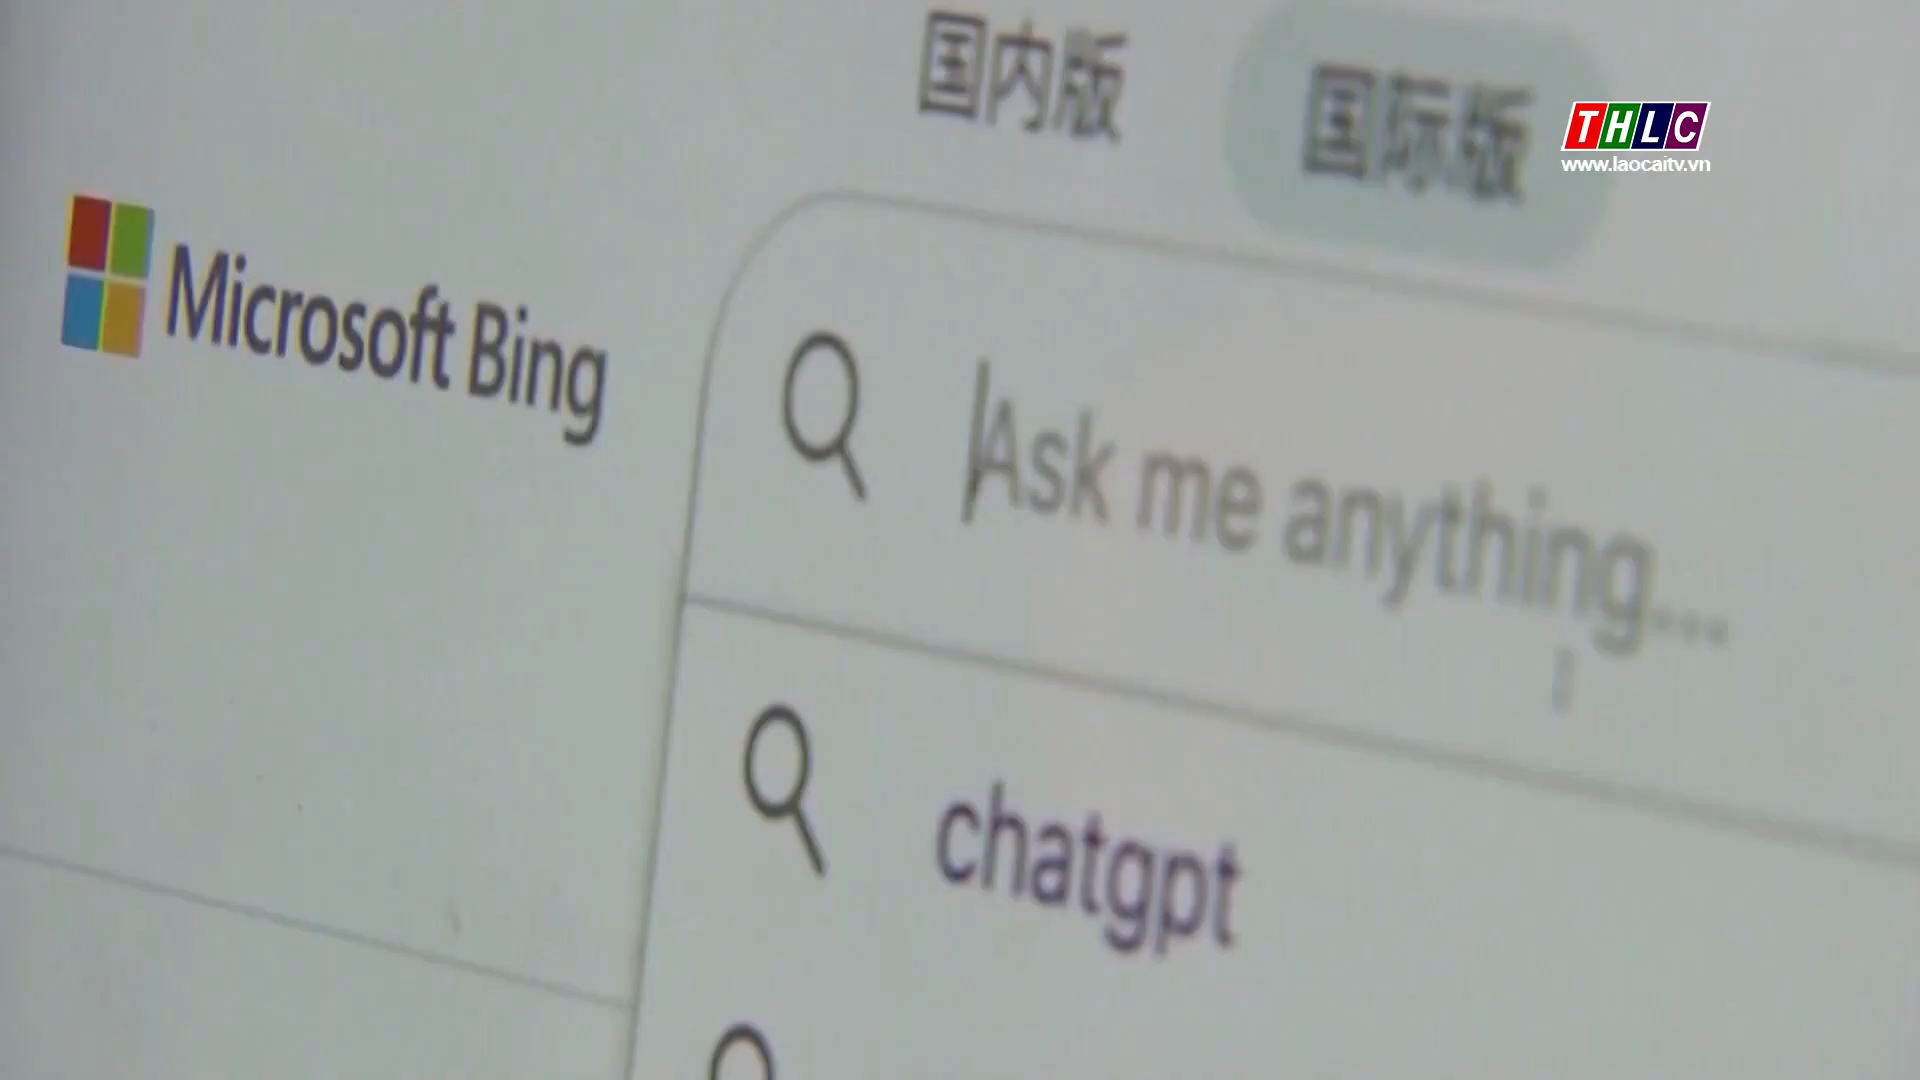 国内版
国际版
THLC
www.laocaitv.vn
Microsoft Bing
Ask me anything...
chatgpt